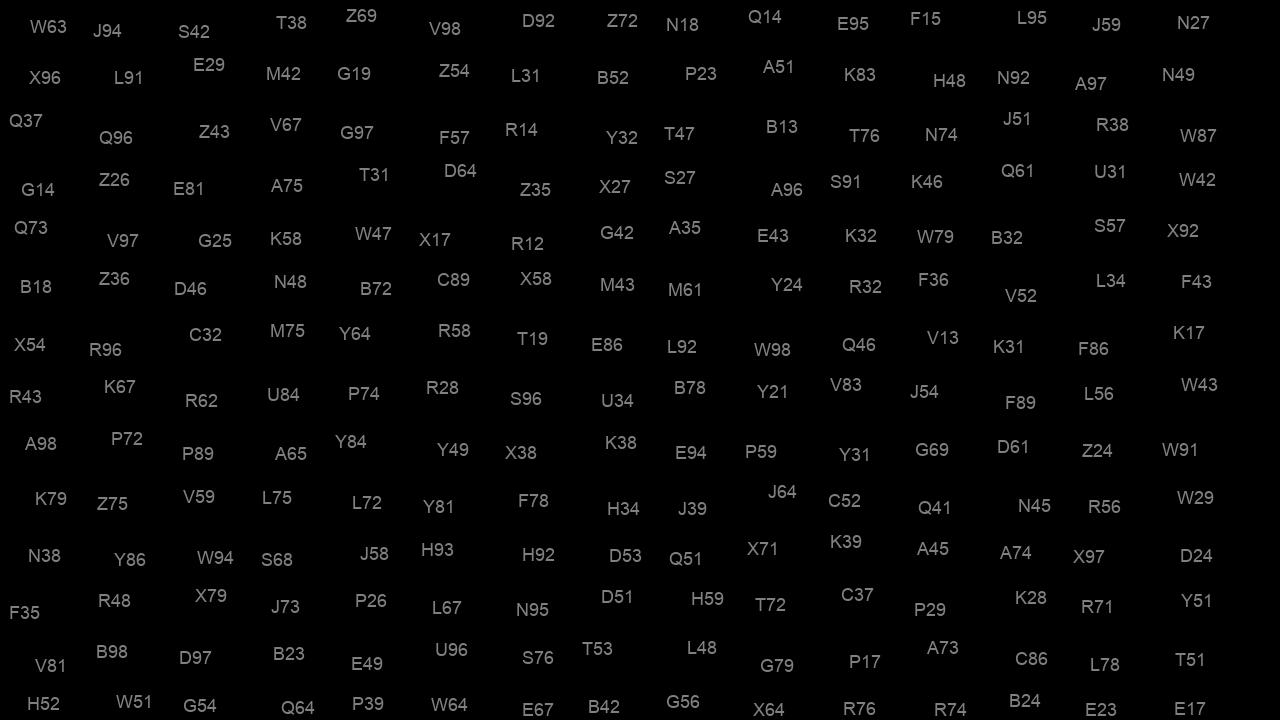 W63 J94 S42 T38 Z69 V98 D92 Z72 N18 Q14 E95 F15 L95 J59 N27
X96 L91 E29 M42 G19 Z54 L31 B52 P23 A51 K83 H48 N92 A97 N49
Q37 Q96 Z43 V67 G97 F57 R14 Y32 T47 B13 T76 N74 J51 R38 W87
G14 Z26 E81 A75 T31 D64 Z35 X27 S27 A96 S91 K46 Q61 U31 W42
Q73 V97 G25 K58 W47 X17 R12 G42 A35 E43 K32 W79 B32 S57 X92
B18 Z36 D46 N48 B72 C89 X58 M43 M61 Y24 R32 F36 V52 L34 F43
X54 R96 C32 M75 Y64 R58 T19 E86 L92 W98 Q46 V13 K31 F86 K17
R43 K67 R62 U84 P74 R28 S96 U34 B78 Y21 V83 J54 F89 L56 W43
A98 P72 P89 A65 Y84 Y49 X38 K38 E94 P59 Y31 G69 D61 Z24 W91
K79 Z75 V59 L75 L72 Y81 F78 H34 J39 J64 C52 Q41 N45 R56 W29
N38 Y86 W94 S68 J58 H93 H92 D53 Q51 X71 K39 A45 A74 X97 D24
F35 R48 X79 J73 P26 L67 N95 D51 H59 T72 C37 P29 K28 R71 Y51
V81 B98 D97 B23 E49 U96 S76 T53 L48 G79 P17 A73 C86 L78 T51
H52 W51 G54 Q64 P39 W64 E67 B42 G56 X64 R76 R74 B24 E23 E17